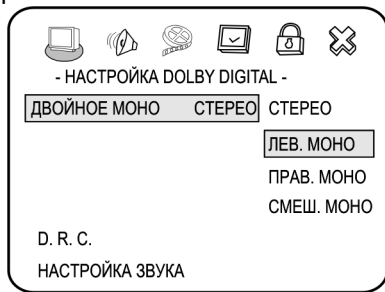 - НАСТРОЙКА DOLBY DIGITAL -
ДВОЙНОЕ МОНО СТЕРЕО СТЕРЕО
ЛЕВ. МОНО
ПРАВ. МОНО
СМЕШ. МОНО
D. R. C.
НАСТРОЙКА ЗВУКА